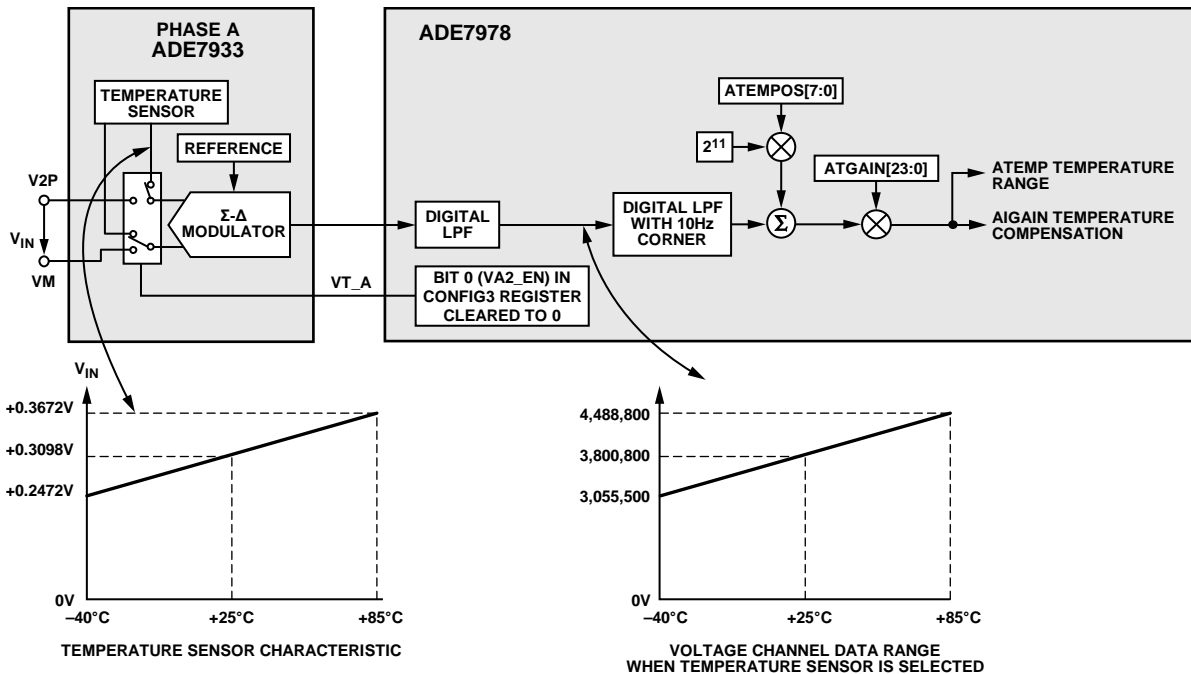 PHASE A
ADE7933
ADE7978
TEMPERATURE
SENSOR
REFERENCE
V2P
VIN
VM
Σ-Δ
MODULATOR
DIGITAL
LPF
VT_A
BIT 0 (VA2_EN) IN
CONFIG3 REGISTER
CLEARED TO 0
DIGITAL LPF
WITH 10Hz
CORNER
ATEMPOS[7:0]
2¹¹
Σ
ATGAIN[23:0]
ATEMP TEMPERATURE
RANGE
AIGAIN TEMPERATURE
COMPENSATION
VIN
+0.3672V
+0.3098V
+0.2472V
0V
–40°C
+25°C
+85°C
TEMPERATURE SENSOR CHARACTERISTIC
4,488,800
3,800,800
3,055,500
0V
–40°C
+25°C
+85°C
VOLTAGE CHANNEL DATA RANGE
WHEN TEMPERATURE SENSOR IS SELECTED